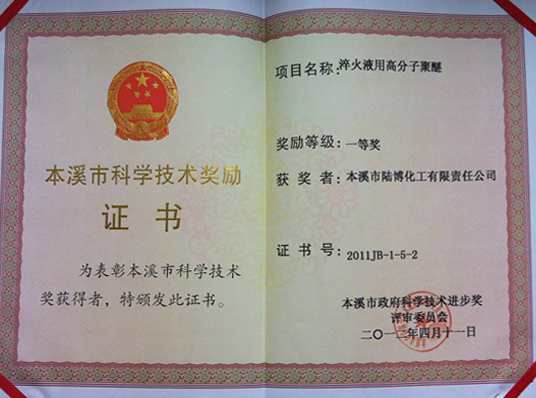 本溪市科学技术奖励
证书
为表彰本溪市科学技术
奖获得者，特颁发此证书。
项目名称：淬火液用高分子聚醚
奖励等级：一等奖
获奖者：本溪市陆博化工有限责任公司
证书号：2011JB-1-5-2
本溪市政府科学技术进步奖
评审委员会
二〇一二年四月十一日